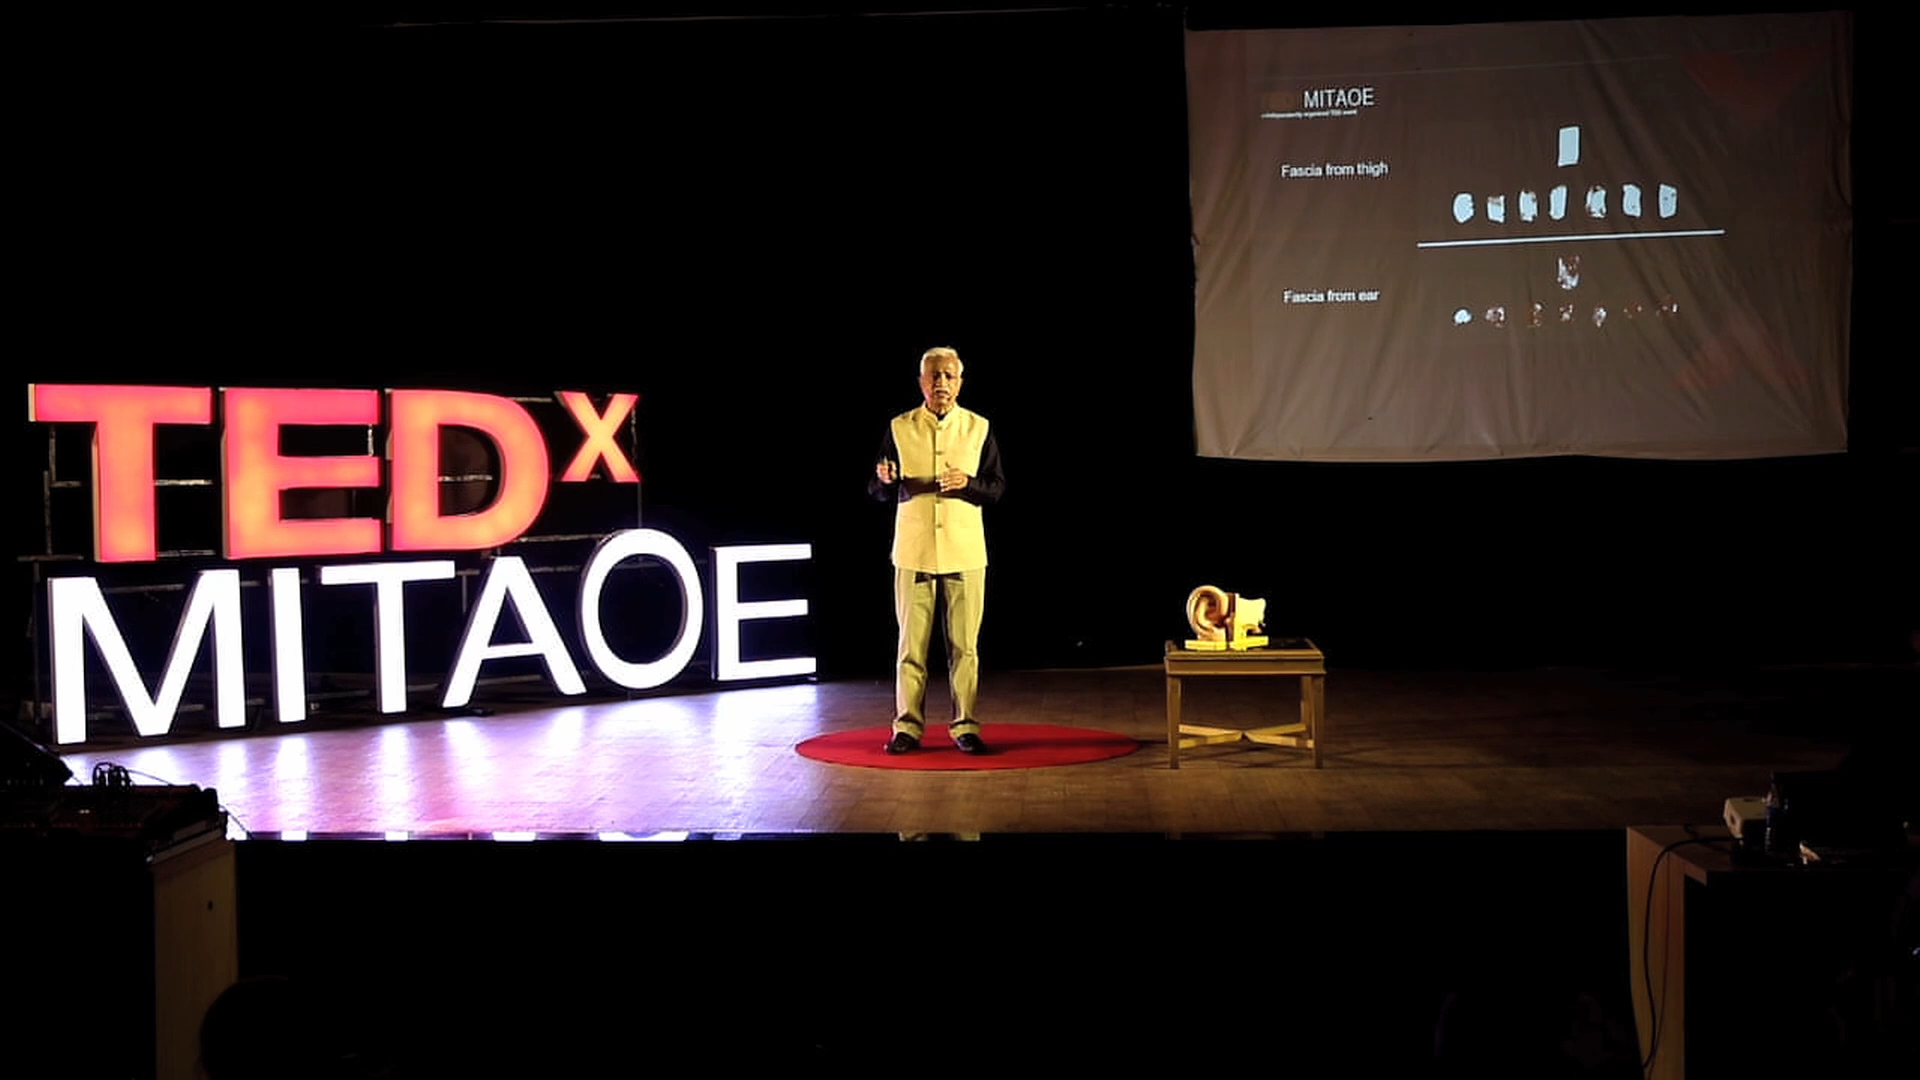 TEDx
MITAOE
MITAOE
Fascia from thigh
Fascia from ear